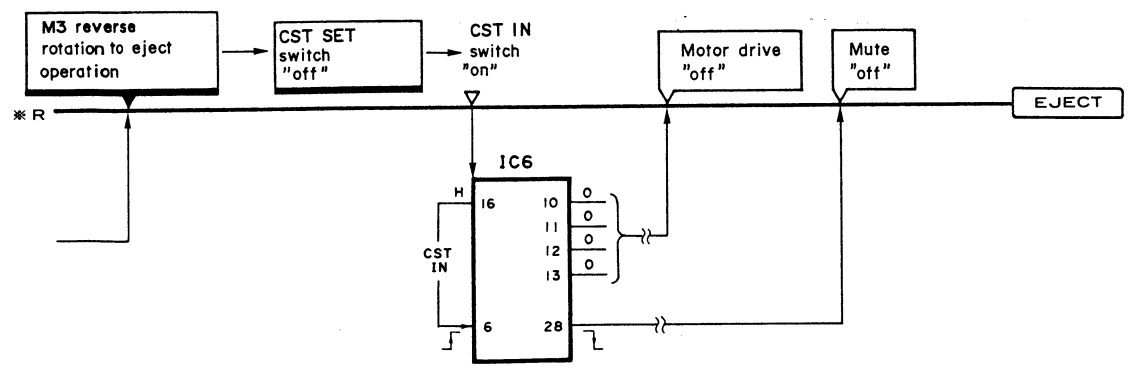 M3 reverse
rotation to eject
operation
CST SET
switch
"off"
CST IN
switch
"on"
Motor drive
"off"
Mute
"off"
※ R
EJECT
IC6
H
16
10
0
11
0
12
0
13
0
CST
IN
6
28